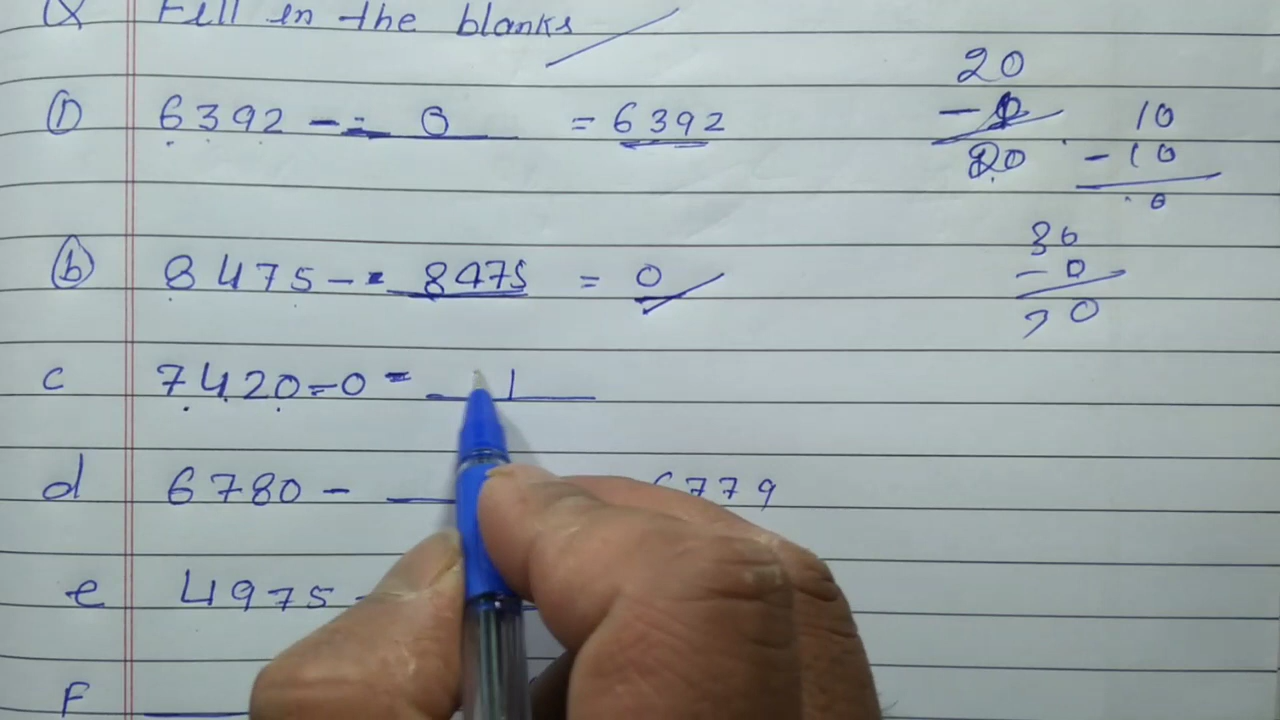 Q Fill in the blanks
① 6392 - 0 = 6392
ⓑ 8475 - 8475 = 0
c 7420 - 0 = 1
d 6780 - ____ 6779
e 4975 -
F
20
- 0
20
10
- 10
0
30
- 0
30